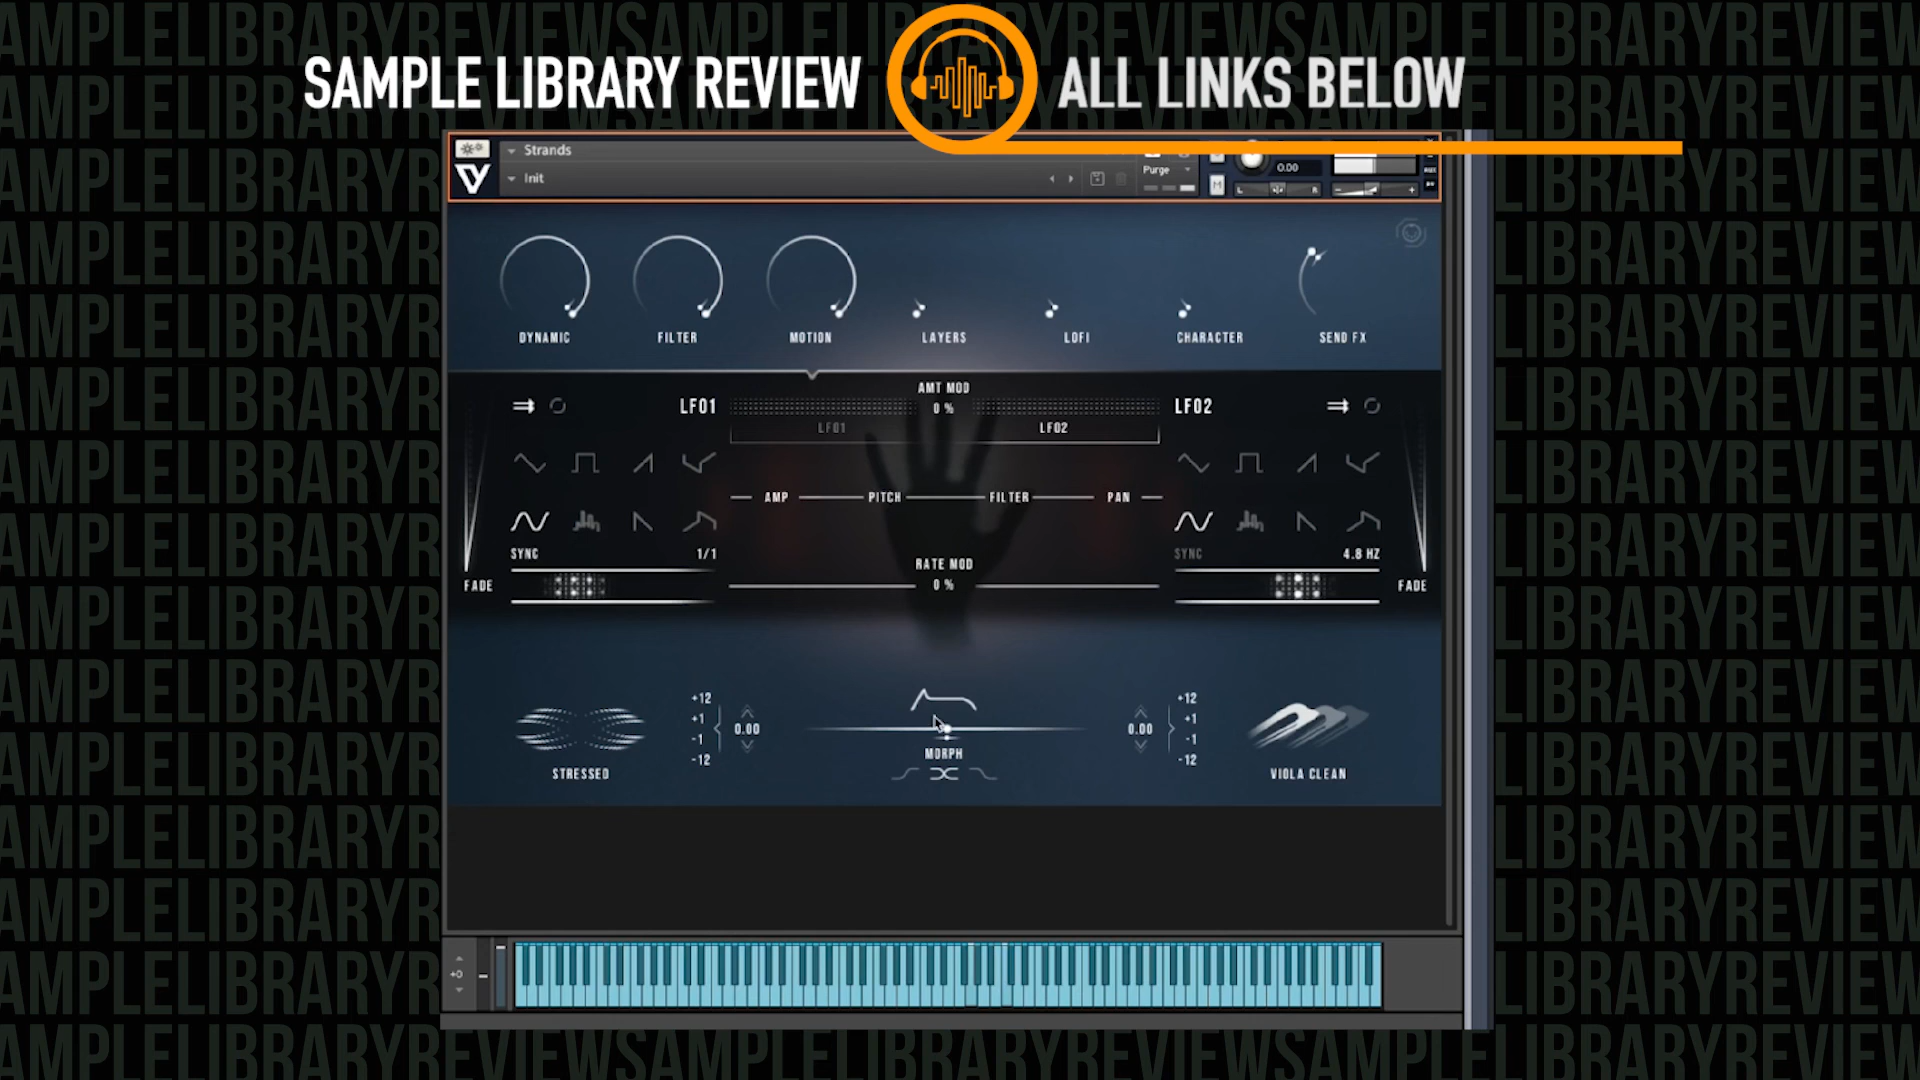 SAMPLE LIBRARY REVIEW
ALL LINKS BELOW
Strands
Init
Purge
0.00
L R
- +
DYNAMIC FILTER MOTION LAYERS LOFI CHARACTER SEND FX
AMT MOD
0 %
LFO1
LFO2
LFO1 LFO2
AMP PITCH FILTER PAN
SYNC 1/1
SYNC 4.8 HZ
RATE MOD
0 %
FADE
FADE
+12
+1
-1
-12
0.00
MORPH
0.00
+12
+1
-1
-12
STRESSED
VIOLA CLEAN
+0
AMPLELIBRARYREVIEWSAMPLELIBRARYREVIEWSAMPLELIBRARYREVIEW